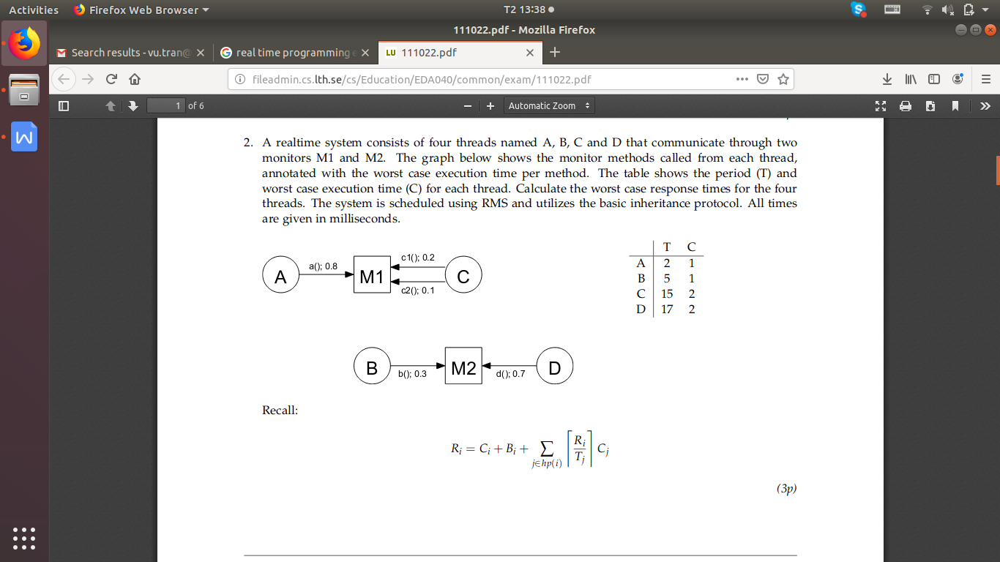 Activities Firefox Web Browser T2 13:38
111022.pdf - Mozilla Firefox
Search results - vu.tran@ real time programming e LU 111022.pdf
fileadmin.cs.lth.se/cs/Education/EDA040/common/exam/111022.pdf
1 of 6 Automatic Zoom
2. A realtime system consists of four threads named A, B, C and D that communicate through two
monitors M1 and M2. The graph below shows the monitor methods called from each thread,
annotated with the worst case execution time per method. The table shows the period (T) and
worst case execution time (C) for each thread. Calculate the worst case response times for the four
threads. The system is scheduled using RMS and utilizes the basic inheritance protocol. All times
are given in milliseconds.
A a(); 0.8 M1 c1(); 0.2 c2(); 0.1 C
T C
A 2 1
B 5 1
C 15 2
D 17 2
B b(); 0.3 M2 d(); 0.7 D
Recall:
R_i = C_i + B_i + ∑_{j∈hp(i)} ⌈R_i / T_j⌉ C_j
(3p)